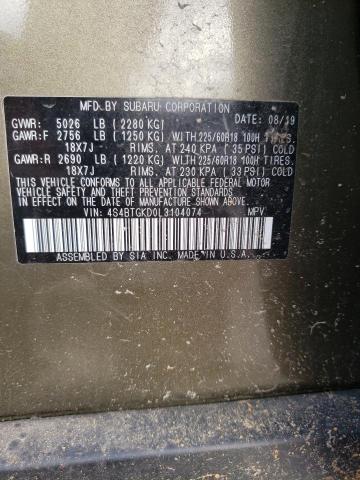 MFD. BY SUBARU CORPORATION
GVWR: 5026 LB ( 2280 KG) DATE: 08/19
GAWR:F 2756 LB ( 1250 KG) WITH 225/60R18 100H TIRES,
18X7J RIMS, AT 240 KPA ( 35 PSI) COLD
GAWR:R 2690 LB ( 1220 KG) WITH 225/60R18 100H TIRES,
18X7J RIMS, AT 230 KPA ( 33 PSI) COLD
THIS VEHICLE CONFORMS TO ALL APPLICABLE FEDERAL MOTOR
VEHICLE SAFETY STANDARDS IN EFFECT ON THE DATE OF
MANUFACTURE SHOWN ABOVE.
VIN: 4S4BTGKD0L3104074 MPV
ASSEMBLED BY SIA INC. MADE IN U.S.A.